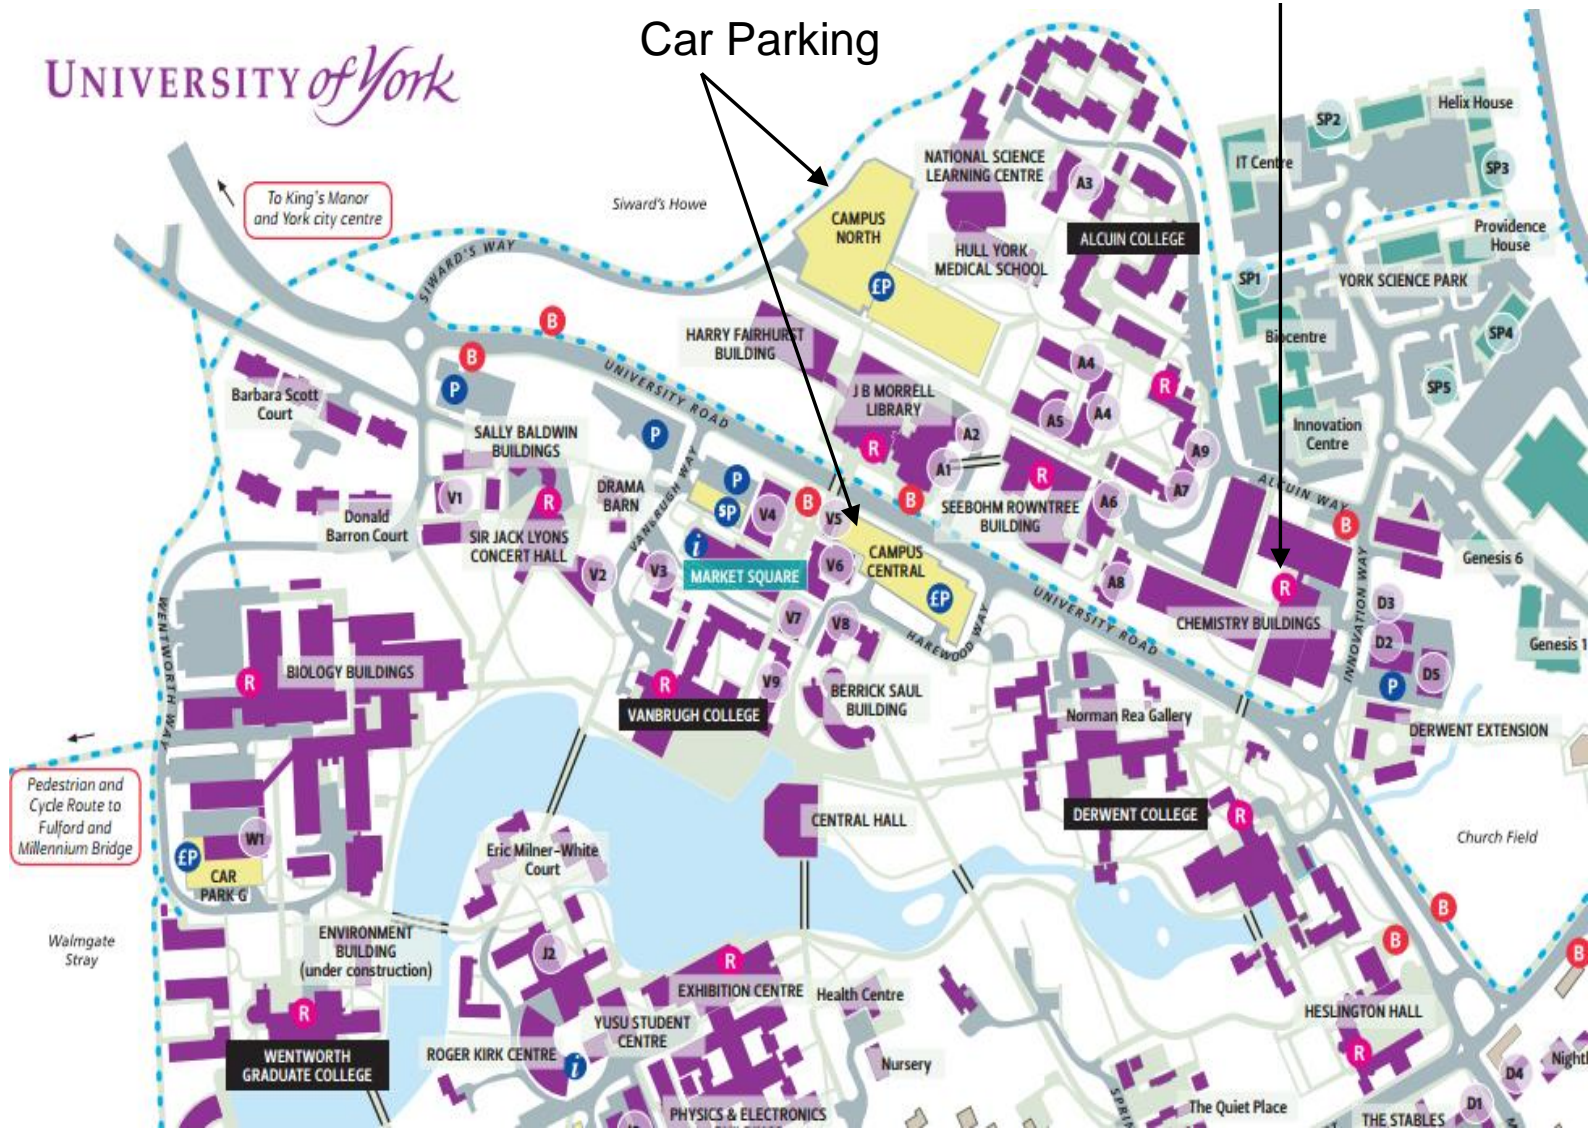 Car Parking
UNIVERSITY of York
To King's Manor
and York city centre
Siward's Howe
SIWARD'S WAY
NATIONAL SCIENCE
LEARNING CENTRE
A3
CAMPUS
NORTH
£P
HULL YORK
MEDICAL SCHOOL
ALCUIN COLLEGE
SP2
Helix House
IT Centre
SP3
Providence
House
SP1
YORK SCIENCE PARK
Biocentre
SP4
SP5
Innovation
Centre
B
B
P
HARRY FAIRHURST
BUILDING
UNIVERSITY ROAD
J B MORRELL
LIBRARY
R
A2
A1
A4
A4
A5
R
A9
A7
A6
A8
SEEBOHM ROWNTREE
BUILDING
R
Barbara Scott
Court
SALLY BALDWIN
BUILDINGS
P
VANBRUGH WAY
P
$P
V4
B
V5
B
V1
R
DRAMA
BARN
Donald
Barron Court
SIR JACK LYONS
CONCERT HALL
V2
V3
i
MARKET SQUARE
V6
CAMPUS
CENTRAL
£P
ALCUIN WAY
B
Genesis 6
INNOVATION WAY
D3
R
CHEMISTRY BUILDINGS
D2
D5
P
Genesis 1
UNIVERSITY ROAD
HAREWOOD WAY
V7
V8
V9
WENTWORTH WAY
BIOLOGY BUILDINGS
R
R
VANBRUGH COLLEGE
BERRICK SAUL
BUILDING
Norman Rea Gallery
DERWENT EXTENSION
Pedestrian and
Cycle Route to
Fulford and
Millennium Bridge
CENTRAL HALL
DERWENT COLLEGE
R
Church Field
£P
W1
CAR
PARK G
Eric Milner-White
Court
Walmgate
Stray
ENVIRONMENT
BUILDING
(under construction)
J2
R
EXHIBITION CENTRE
Health Centre
B
B
B
R
WENTWORTH
GRADUATE COLLEGE
ROGER KIRK CENTRE
i
YUSU STUDENT
CENTRE
Nursery
HESLINGTON HALL
R
PHYSICS & ELECTRONICS
The Quiet Place
THE STABLES
D4
D1